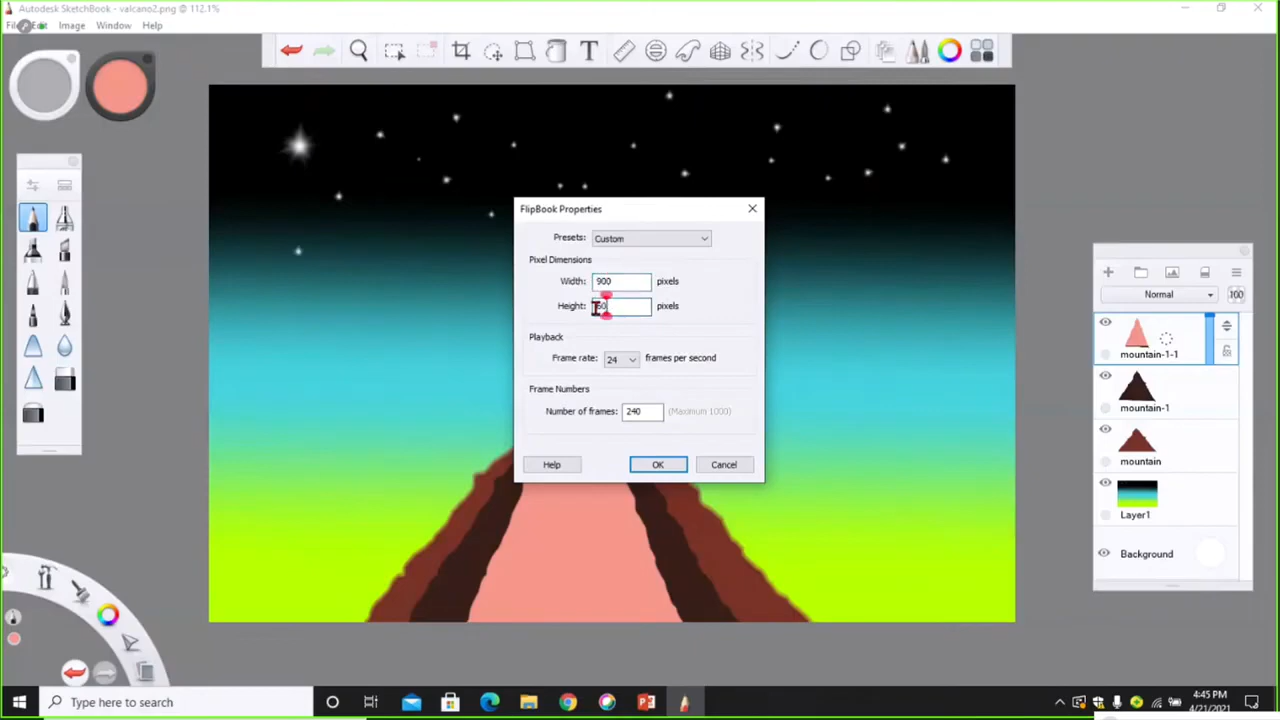 Autodesk SketchBook - valcano2.png @ 112.1%
File Edit Image Window Help
T
FlipBook Properties
Presets: Custom
Pixel Dimensions
Width: 900 pixels
Height: 60 pixels
Playback
Frame rate: 24 frames per second
Frame Numbers
Number of frames: 240 (Maximum 1000)
Help OK Cancel
Normal 100
mountain-1-1
mountain-1
mountain
Layer1
Background
Type here to search
4:45 PM
4/21/2021